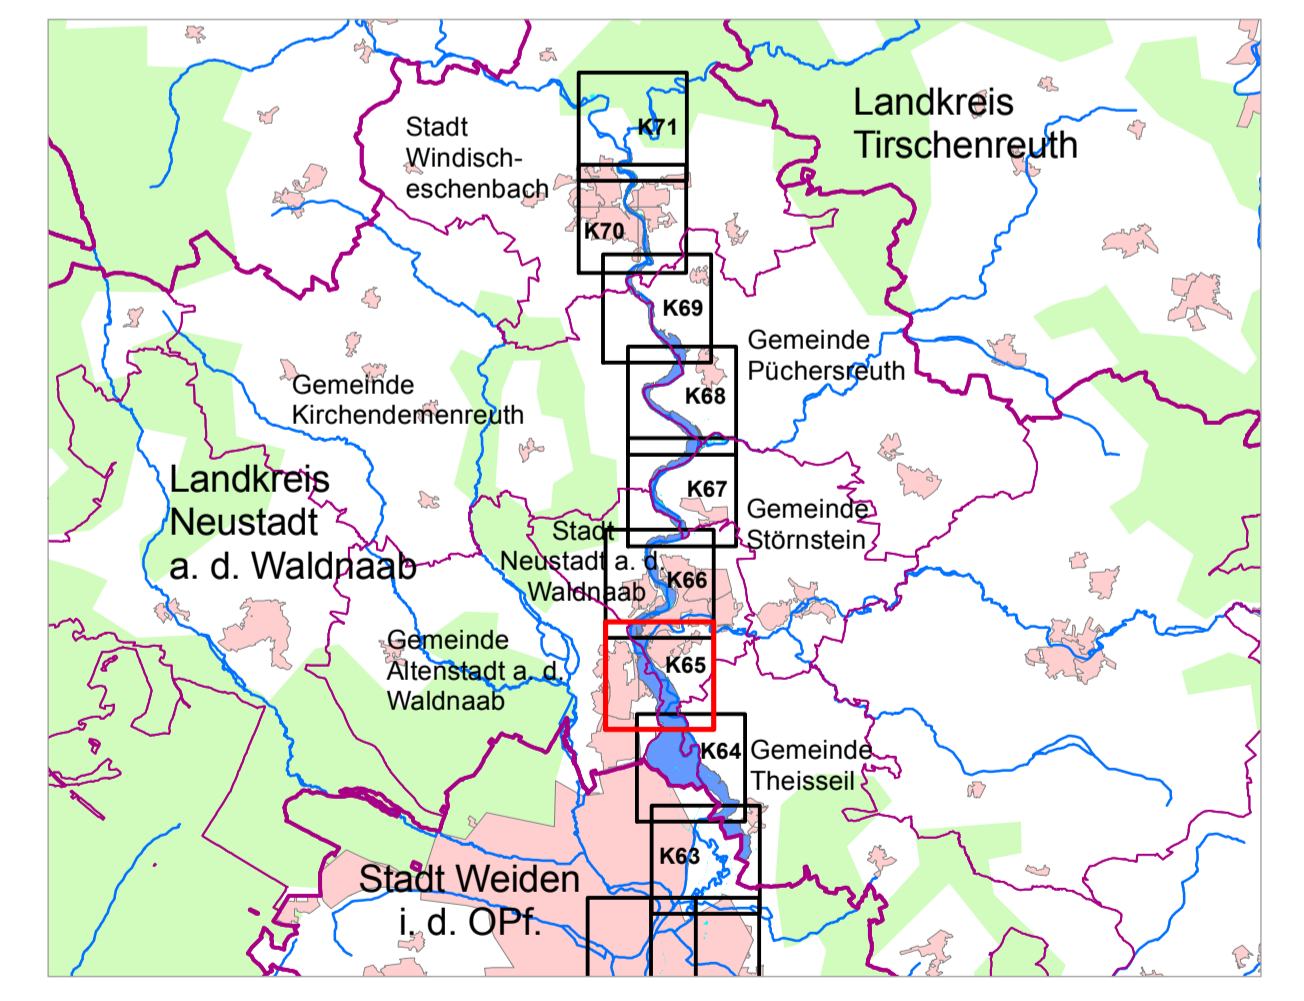 Landkreis
Tirschenreuth
Stadt
Windisch-
eschenbach
K71
K70
K69
Gemeinde
Püchersreuth
K68
Gemeinde
Kirchendemenreuth
Landkreis
Neustadt
a. d. Waldnaab
K67
Gemeinde
Störnstein
Stadt
Neustadt a. d.
Waldnaab
K66
Gemeinde
Altenstadt a. d.
Waldnaab
K65
K64
Gemeinde
Theisseil
K63
Stadt Weiden
i. d. OPf.